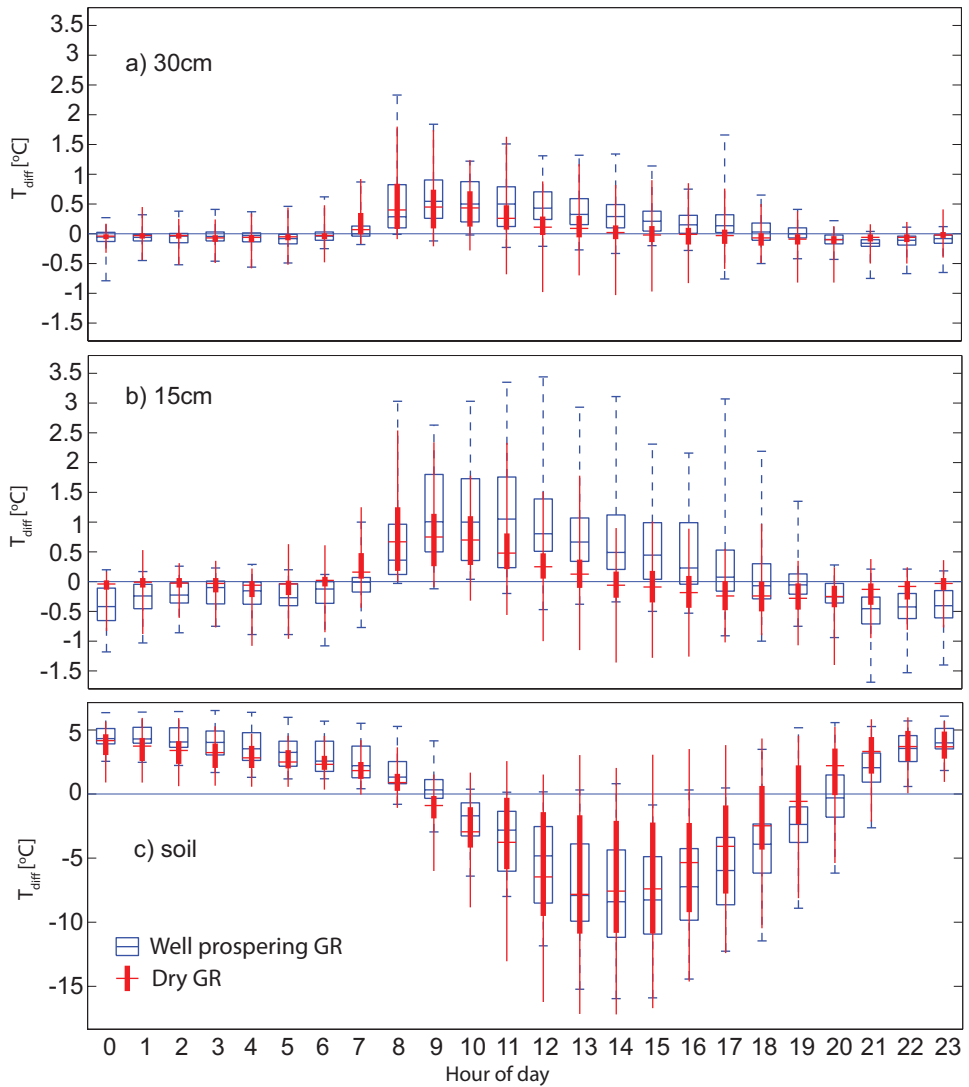 3.5
3
2.5
2
1.5
1
0.5
0
-0.5
-1
-1.5
T_diff [°C]
a) 30cm
3.5
3
2.5
2
1.5
1
0.5
0
-0.5
-1
-1.5
T_diff [°C]
b) 15cm
5
0
-5
-10
-15
T_diff [°C]
c) soil
Well prospering GR
Dry GR
0 1 2 3 4 5 6 7 8 9 10 11 12 13 14 15 16 17 18 19 20 21 22 23
Hour of day